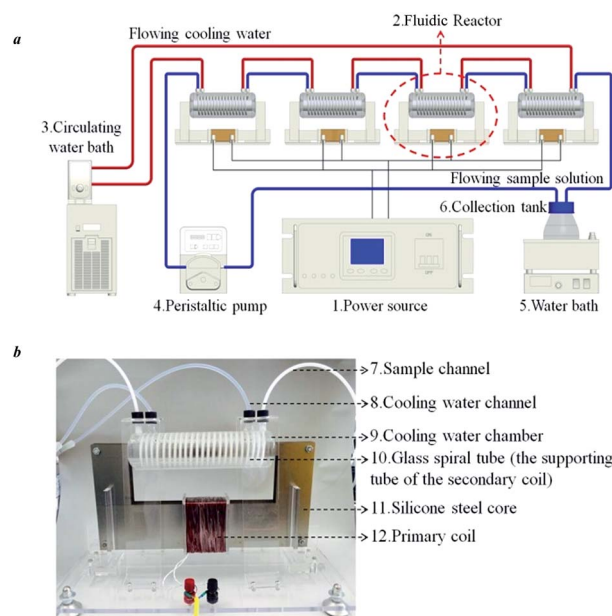 a
Flowing cooling water
2.Fluidic Reactor
3.Circulating
water bath
Flowing sample solution
6.Collection tank
ON
OFF
4.Peristaltic pump
1.Power source
5.Water bath
b
7.Sample channel
8.Cooling water channel
9.Cooling water chamber
10.Glass spiral tube (the supporting
tube of the secondary coil)
11.Silicone steel core
12.Primary coil